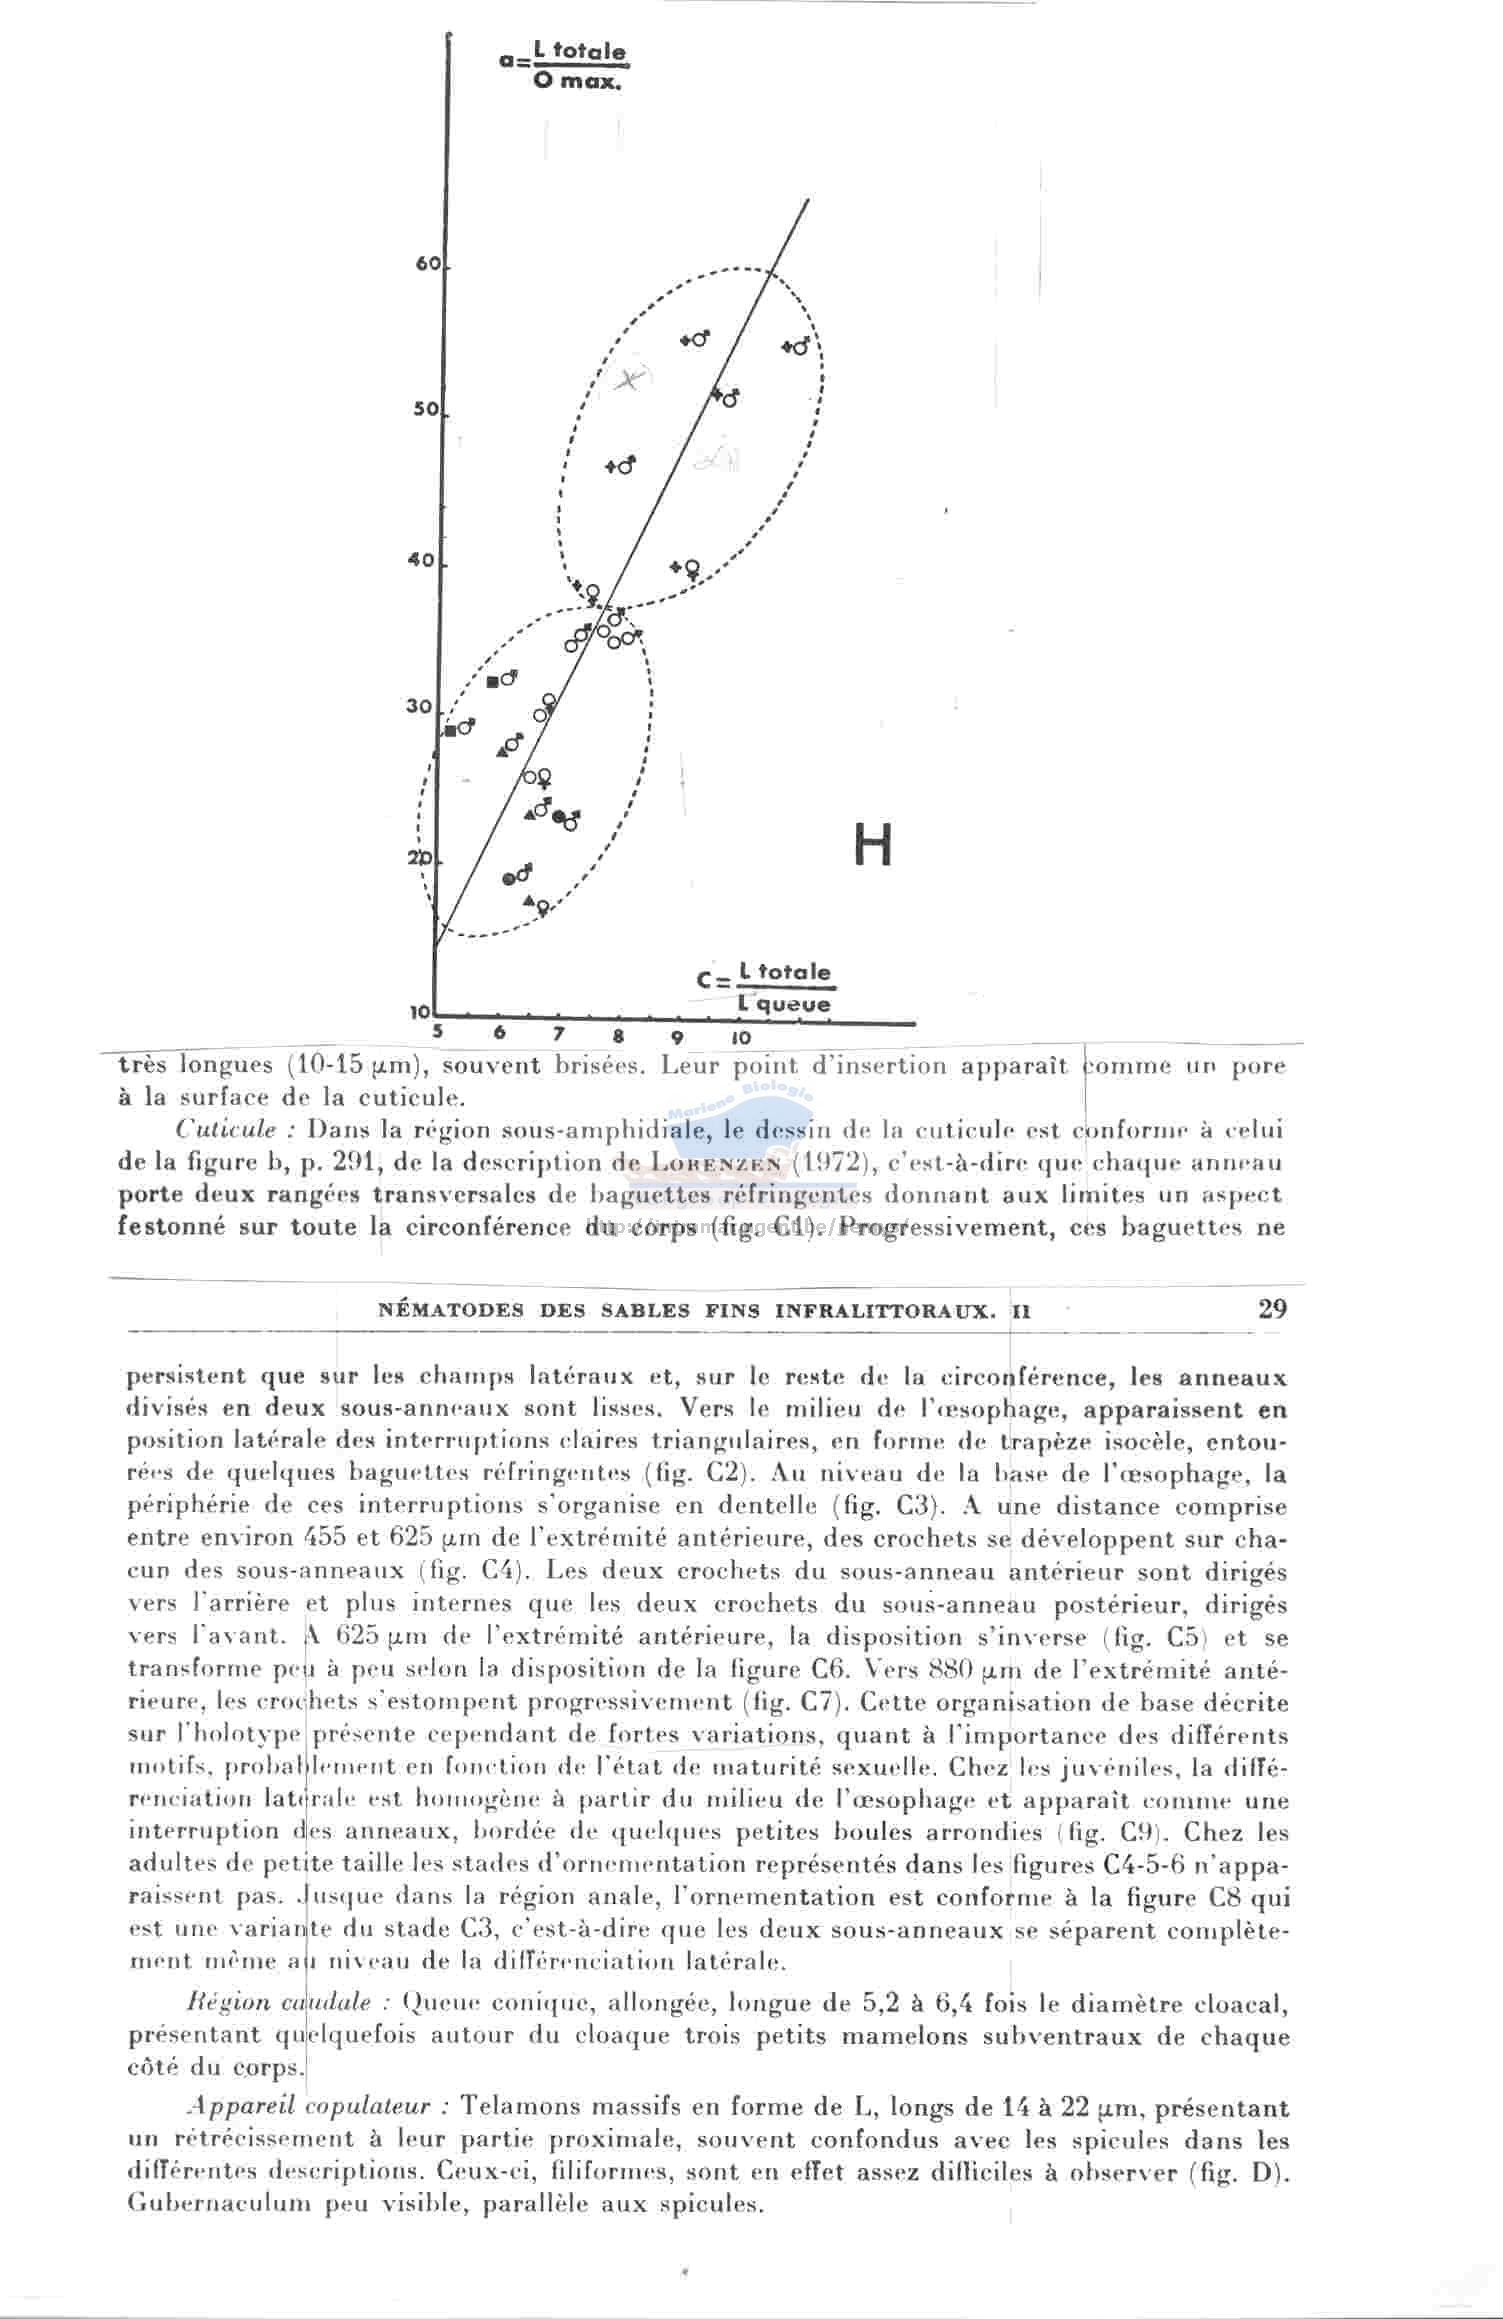 a= L totale
O max.
60
50
40
30
20
H
C= L totale
L queue
10
5 6 7 8 9 10
très longues (10-15 µm), souvent brisées. Leur point d'insertion apparaît comme un pore
à la surface de la cuticule.
Mariene Biologie
Cuticule : Dans la région sous-amphidiale, le dessin de la cuticule est conforme à celui
de la figure b, p. 291, de la description de LORENZEN (1972), c'est-à-dire que chaque anneau
porte deux rangées transversales de baguettes réfringentes donnant aux limites un aspect
festonné sur toute la circonférence du corps (fig. C1). Progressivement, ces baguettes ne
NÉMATODES DES SABLES FINS INFRALITTORAUX. II 29
persistent que sur les champs latéraux et, sur le reste de la circonférence, les anneaux
divisés en deux sous-anneaux sont lisses. Vers le milieu de l'œsophage, apparaissent en
position latérale des interruptions claires triangulaires, en forme de trapèze isocèle, entou-
rées de quelques baguettes réfringentes (fig. C2). Au niveau de la base de l'œsophage, la
périphérie de ces interruptions s'organise en dentelle (fig. C3). A une distance comprise
entre environ 455 et 625 µm de l'extrémité antérieure, des crochets se développent sur cha-
cun des sous-anneaux (fig. C4). Les deux crochets du sous-anneau antérieur sont dirigés
vers l'arrière et plus internes que les deux crochets du sous-anneau postérieur, dirigés
vers l'avant. A 625 µm de l'extrémité antérieure, la disposition s'inverse (fig. C5) et se
transforme peu à peu selon la disposition de la figure C6. Vers 880 µm de l'extrémité anté-
rieure, les crochets s'estompent progressivement (fig. C7). Cette organisation de base décrite
sur l'holotype présente cependant de fortes variations, quant à l'importance des différents
motifs, probablement en fonction de l'état de maturité sexuelle. Chez les juvéniles, la diffé-
renciation latérale est homogène à partir du milieu de l'œsophage et apparaît comme une
interruption des anneaux, bordée de quelques petites boules arrondies (fig. C9). Chez les
adultes de petite taille les stades d'ornementation représentés dans les figures C4-5-6 n'appa-
raissent pas. Jusque dans la région anale, l'ornementation est conforme à la figure C8 qui
est une variante du stade C3, c'est-à-dire que les deux sous-anneaux se séparent complète-
ment même au niveau de la différenciation latérale.
Région caudale : Queue conique, allongée, longue de 5,2 à 6,4 fois le diamètre cloacal,
présentant quelquefois autour du cloaque trois petits mamelons subventraux de chaque
côté du corps.
Appareil copulateur : Telamons massifs en forme de L, longs de 14 à 22 µm, présentant
un rétrécissement à leur partie proximale, souvent confondus avec les spicules dans les
différentes descriptions. Ceux-ci, filiformes, sont en effet assez difficiles à observer (fig. D).
Gubernaculum peu visible, parallèle aux spicules.